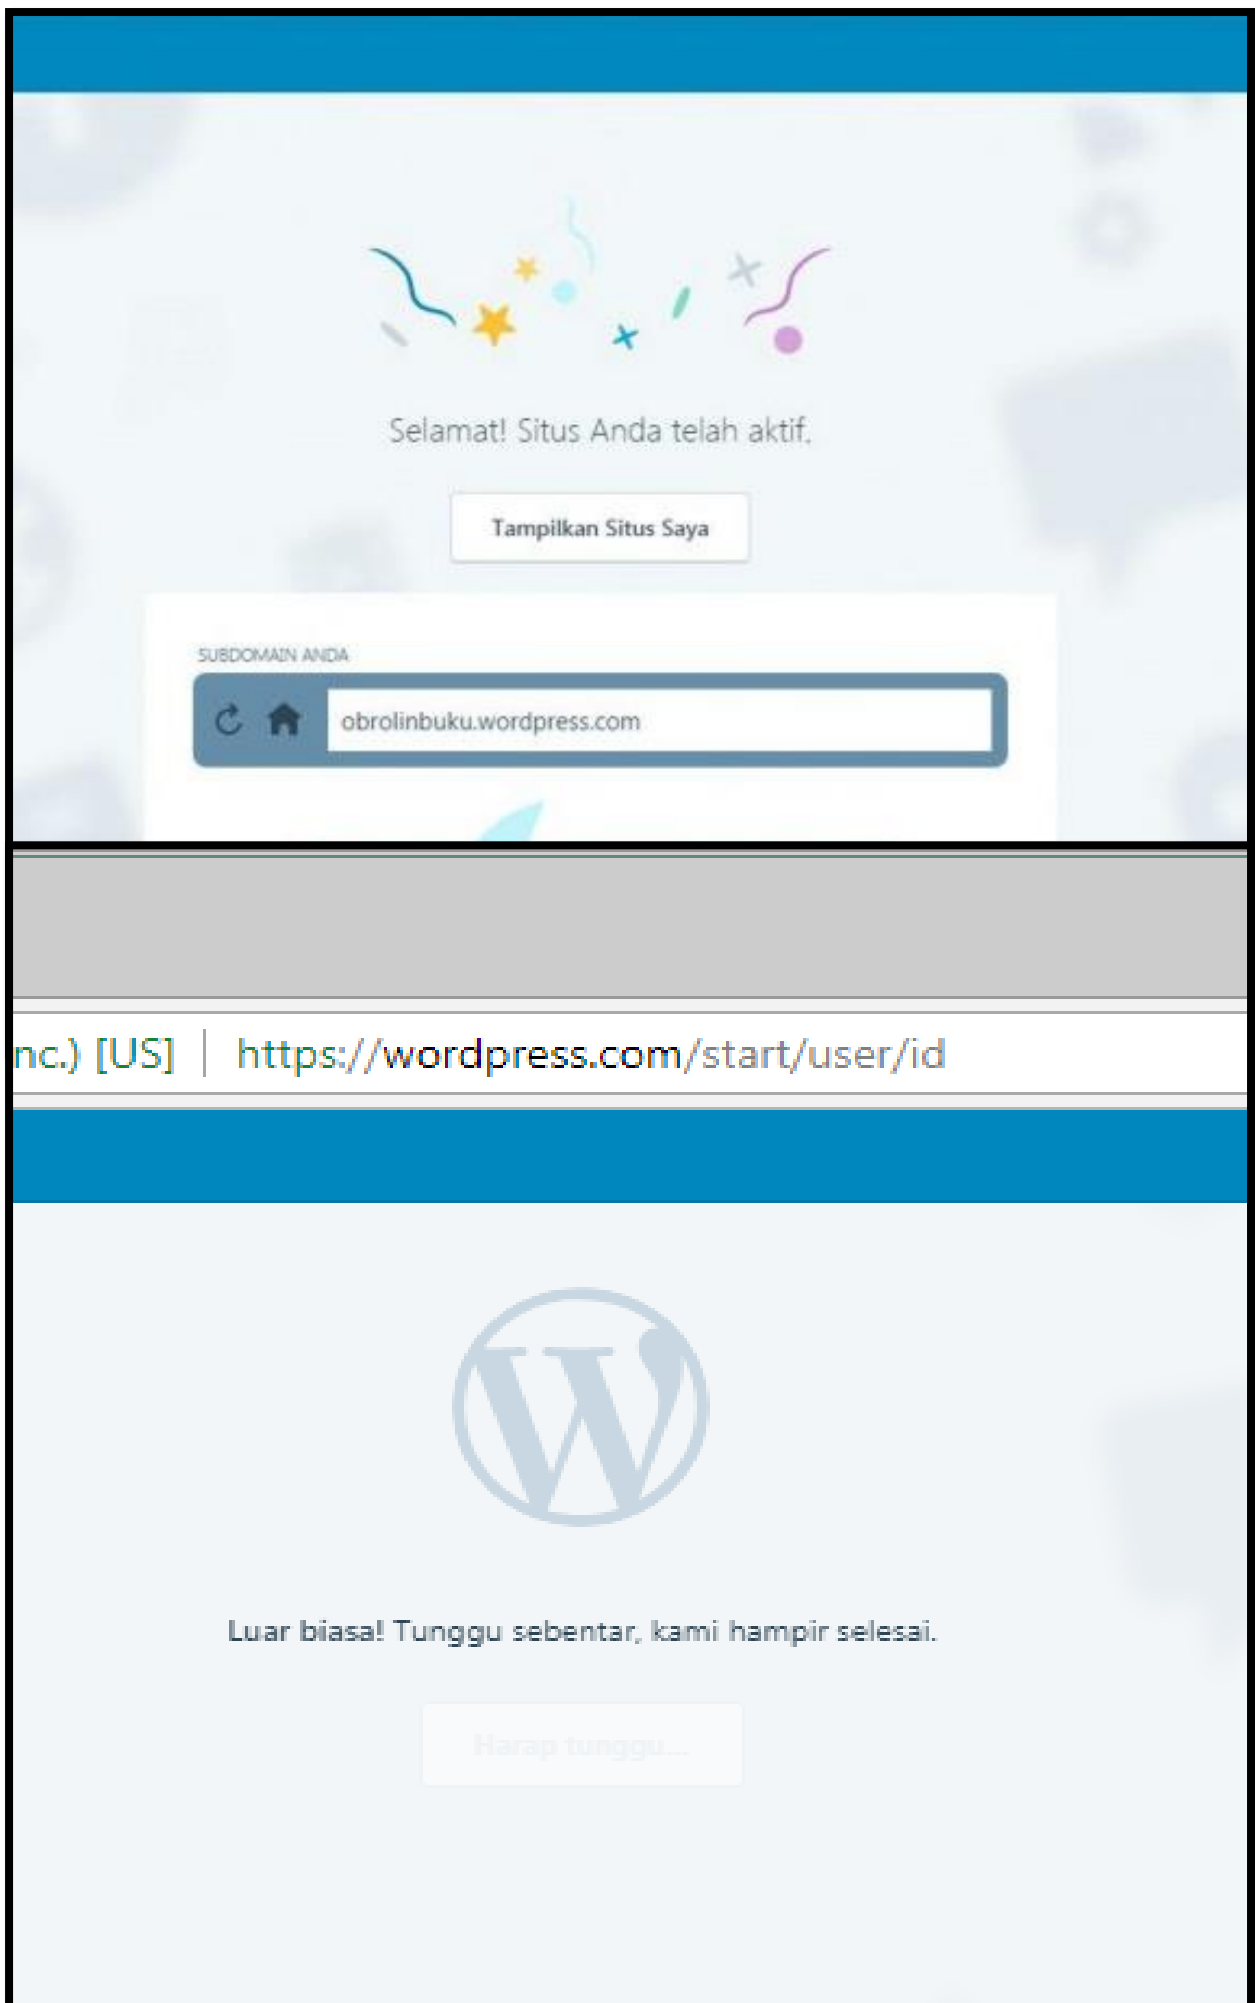 Selamat! Situs Anda telah aktif.
Tampilkan Situs Saya
SUBDOMAIN ANDA
obrolinbuku.wordpress.com
nc.) [US] | https://wordpress.com/start/user/id
W
Luar biasa! Tunggu sebentar, kami hampir selesai.
Harap tunggu...